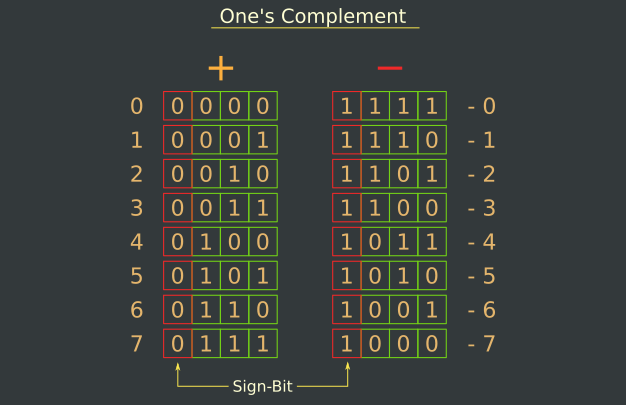 One's Complement
+ −
0 0 0 0 0 1 1 1 1 - 0
1 0 0 0 1 1 1 1 0 - 1
2 0 0 1 0 1 1 0 1 - 2
3 0 0 1 1 1 1 0 0 - 3
4 0 1 0 0 1 0 1 1 - 4
5 0 1 0 1 1 0 1 0 - 5
6 0 1 1 0 1 0 0 1 - 6
7 0 1 1 1 1 0 0 0 - 7
Sign-Bit